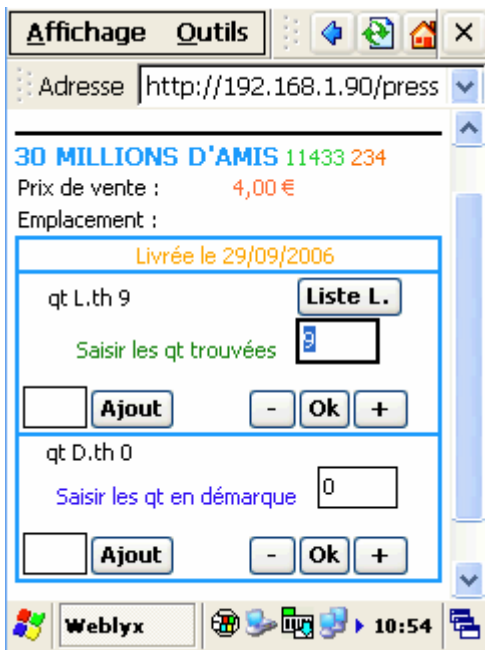 Affichage Outils
Adresse http://192.168.1.90/press
30 MILLIONS D'AMIS 11433 234
Prix de vente : 4,00 €
Emplacement :
Livrée le 29/09/2006
qt L.th 9 Liste L.
Saisir les qt trouvées 9
Ajout - Ok +
qt D.th 0
Saisir les qt en démarque 0
Ajout - Ok +
Weblyx 10:54